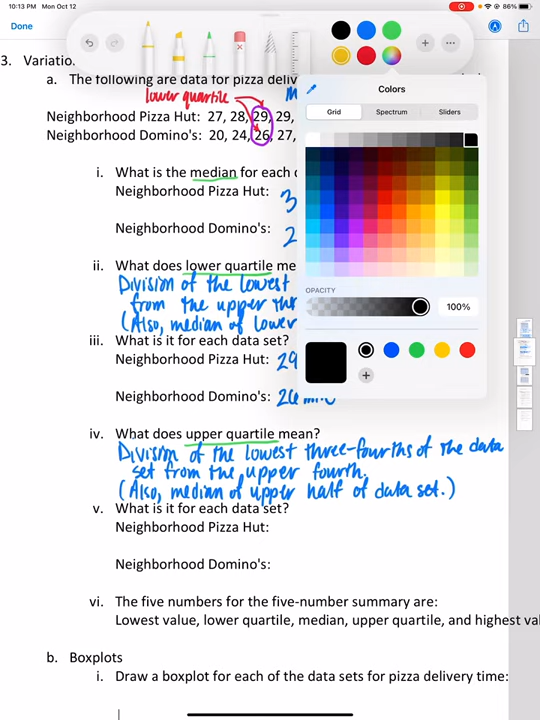 10:13 PM Mon Oct 12
86%
Done
3. Variatio
a. The following are data for pizza deliv
lower quartile
Neighborhood Pizza Hut: 27, 28, 29, 29,
Neighborhood Domino's: 20, 24, 26, 27,
i. What is the median for each
Neighborhood Pizza Hut: 3
Neighborhood Domino's: 2
ii. What does lower quartile me
Division of the lowest
from the upper thr
(Also, median of lower
iii. What is it for each data set?
Neighborhood Pizza Hut: 29
Neighborhood Domino's: 26 min
iv. What does upper quartile mean?
Division of the lowest three-fourths of the data
set from the upper fourth.
(Also, median of upper half of data set.)
v. What is it for each data set?
Neighborhood Pizza Hut:
Neighborhood Domino's:
vi. The five numbers for the five-number summary are:
Lowest value, lower quartile, median, upper quartile, and highest val
b. Boxplots
i. Draw a boxplot for each of the data sets for pizza delivery time:
Colors
Grid Spectrum Sliders
OPACITY
100%